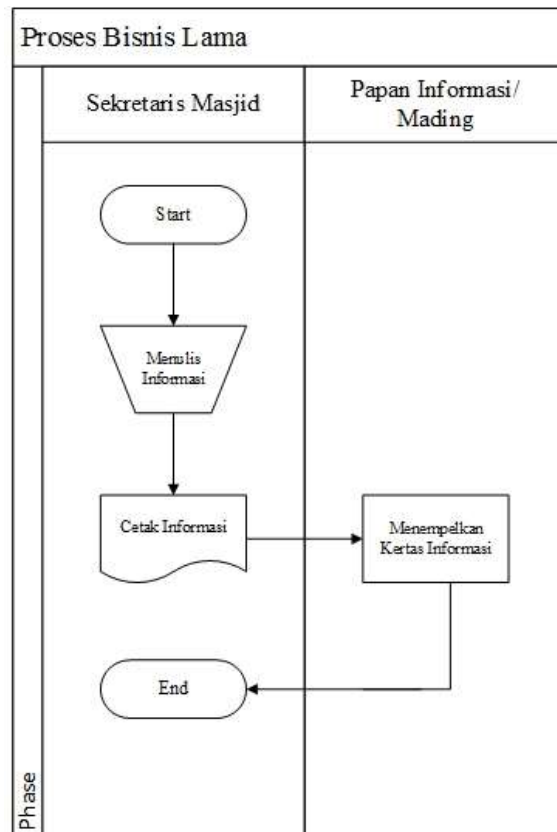 Proses Bisnis Lama
Sekretaris Masjid
Papan Informasi/
Mading
Start
Menulis
Informasi
Cetak Informasi
Menempelkan
Kertas Informasi
End
Phase